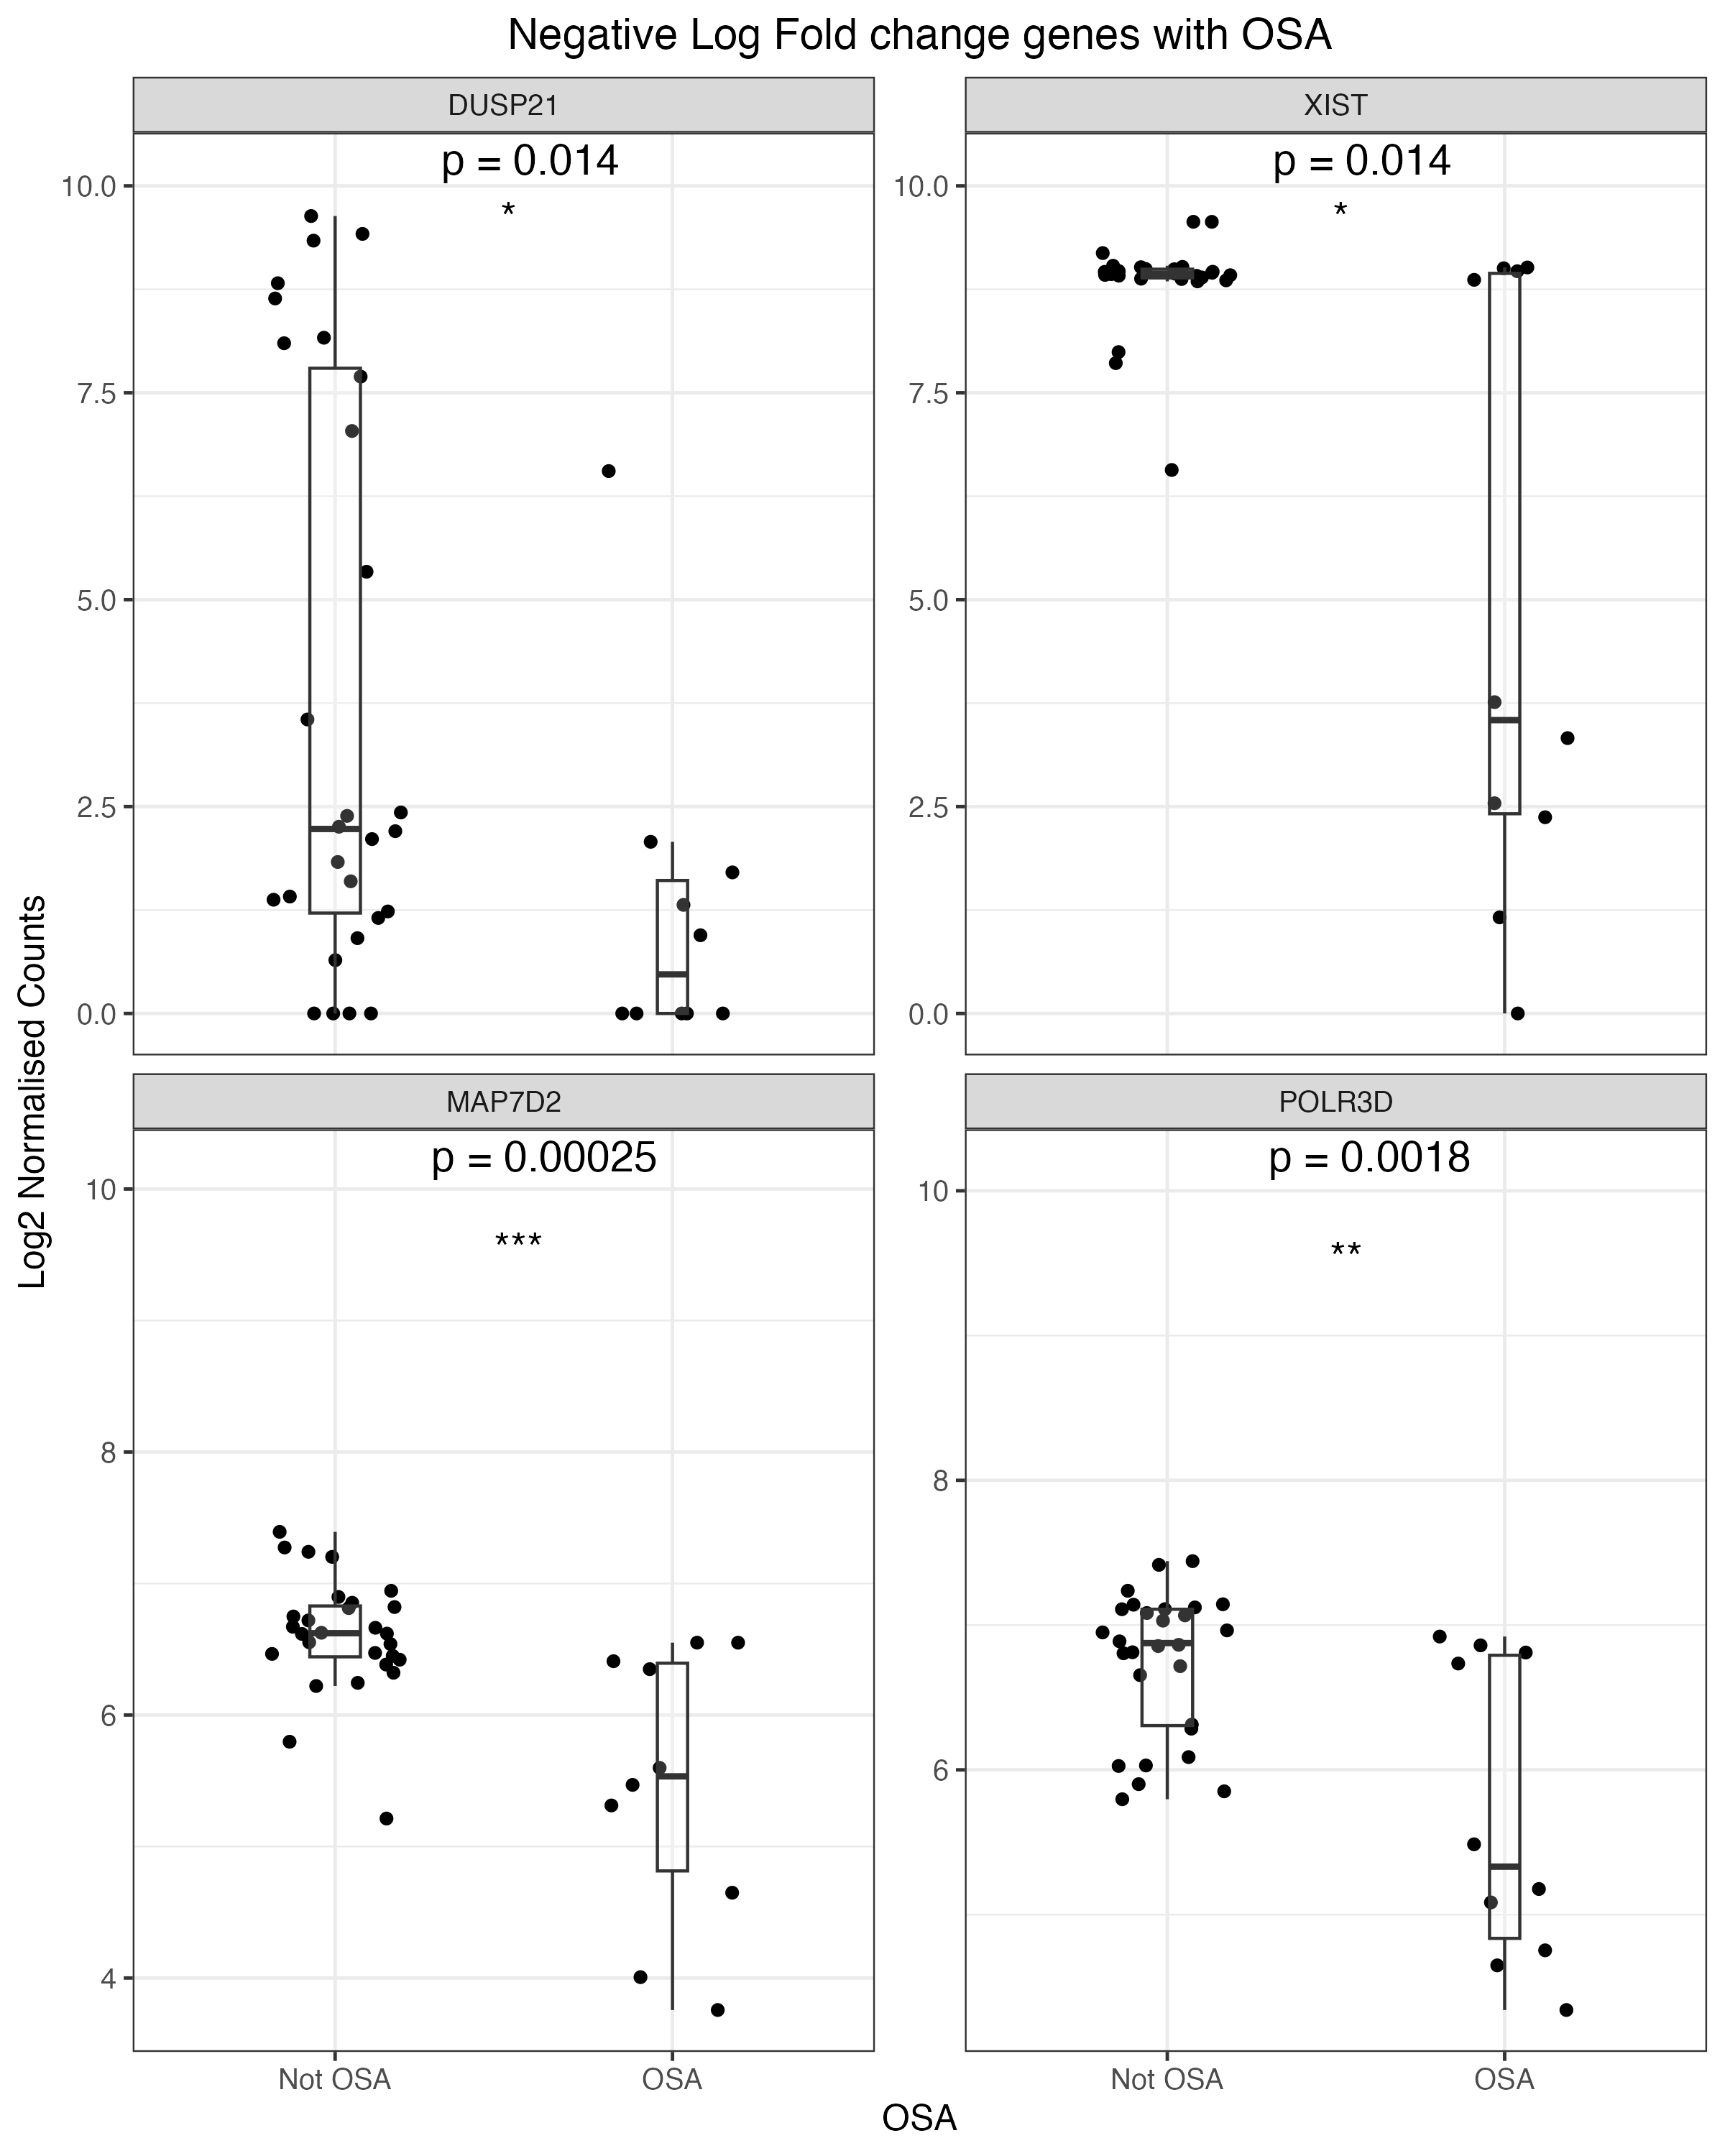 Negative Log Fold change genes with OSA
DUSP21
XIST
p = 0.014
*
p = 0.014
*
10.0
7.5
5.0
2.5
0.0
10.0
7.5
5.0
2.5
0.0
Log2 Normalised Counts
MAP7D2
POLR3D
p = 0.00025
***
p = 0.0018
**
10
8
6
4
10
8
6
Not OSA
OSA
Not OSA
OSA
OSA